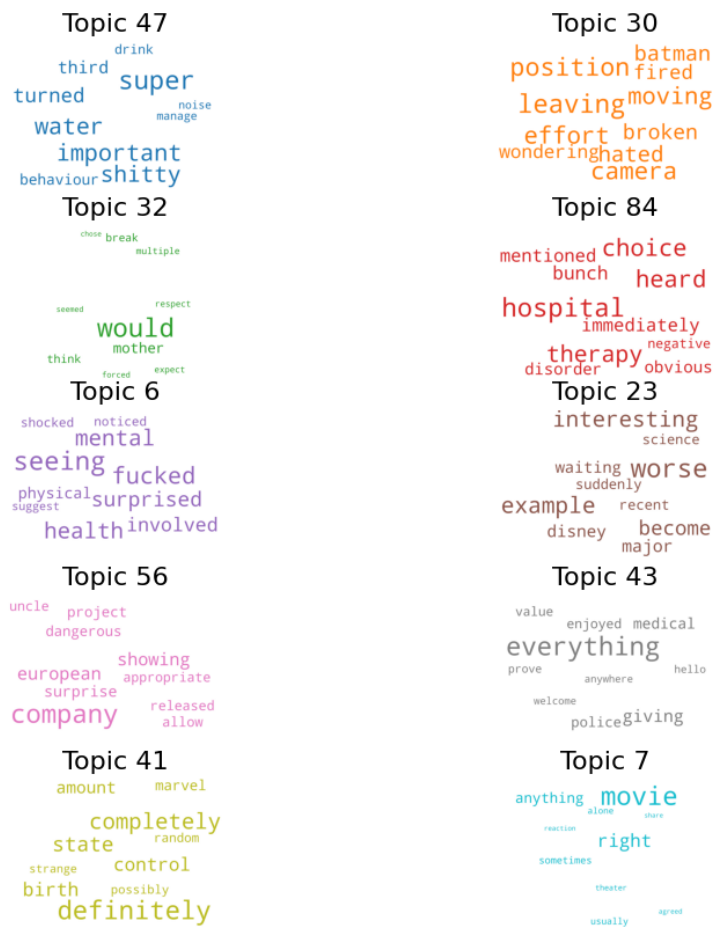 Topic 47
drink
third
super
turned
noise
manage
water
important
behaviour shitty
Topic 30
batman
position fired
leaving moving
effort broken
wondering hated
camera
Topic 32
chose break
multiple
respect
seemed
would
mother
think
forced expect
Topic 84
mentioned choice
bunch heard
hospital
immediately
negative
therapy
disorder obvious
Topic 6
shocked noticed
mental
seeing
fucked
physical surprised
suggest
health involved
Topic 23
interesting
science
waiting worse
suddenly
example recent
disney become
major
Topic 56
uncle project
dangerous
showing
european appropriate
surprise
company released
allow
Topic 43
value
enjoyed medical
everything
prove hello
anywhere
welcome
police giving
Topic 41
amount marvel
completely
state random
strange control
birth possibly
definitely
Topic 7
anything movie
alone share
reaction
right
sometimes
theater
agreed
usually